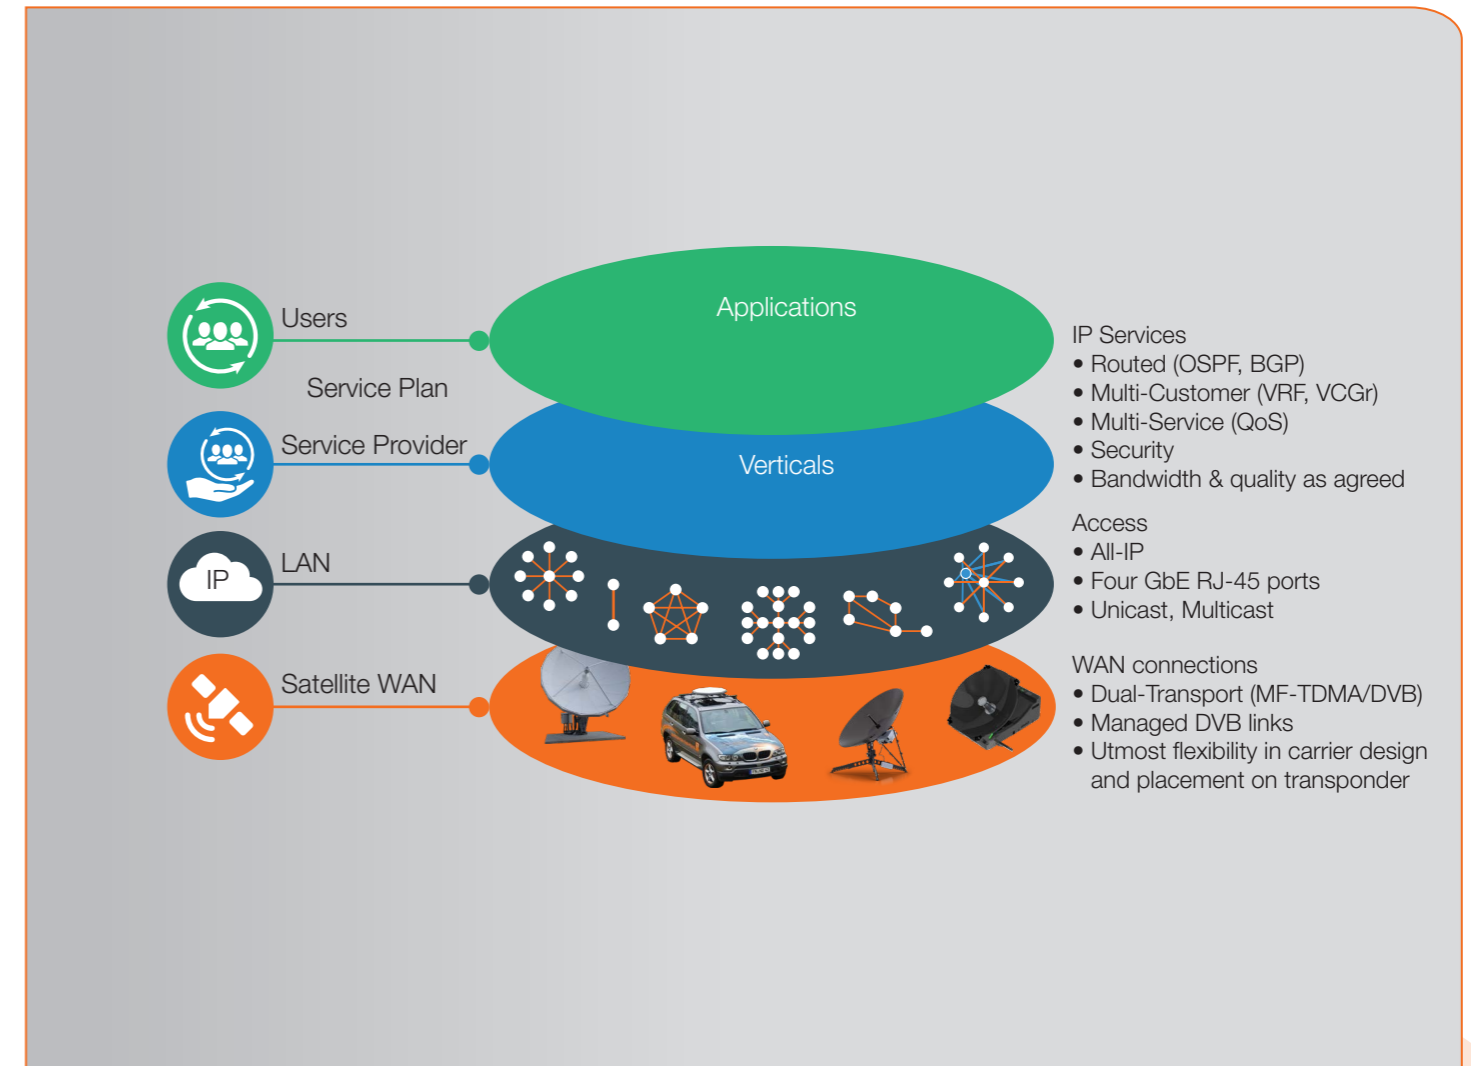 Users
Service Plan
Service Provider
IP
LAN
Satellite WAN
Applications
Verticals
IP Services
• Routed (OSPF, BGP)
• Multi-Customer (VRF, VCGr)
• Multi-Service (QoS)
• Security
• Bandwidth & quality as agreed
Access
• All-IP
• Four GbE RJ-45 ports
• Unicast, Multicast
WAN connections
• Dual-Transport (MF-TDMA/DVB)
• Managed DVB links
• Utmost flexibility in carrier design
and placement on transponder